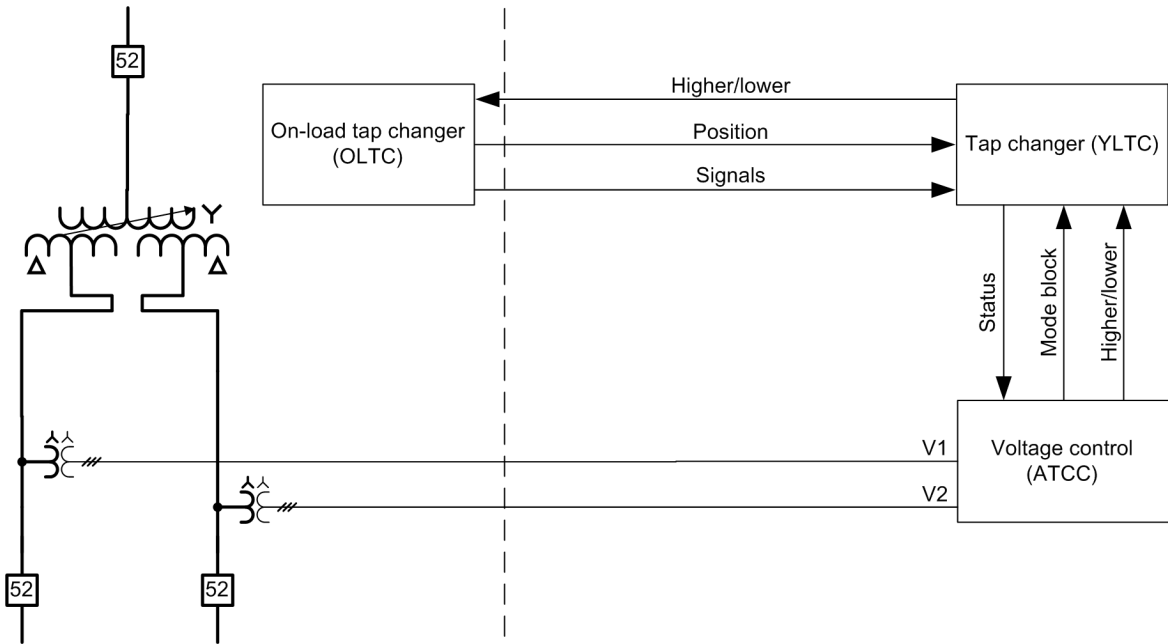 52
On-load tap changer
(OLTC)
Higher/lower
Position
Signals
Tap changer (YLTC)
Y
Δ
Δ
Status
Mode block
Higher/lower
Voltage control
(ATCC)
V1
V2
52
52